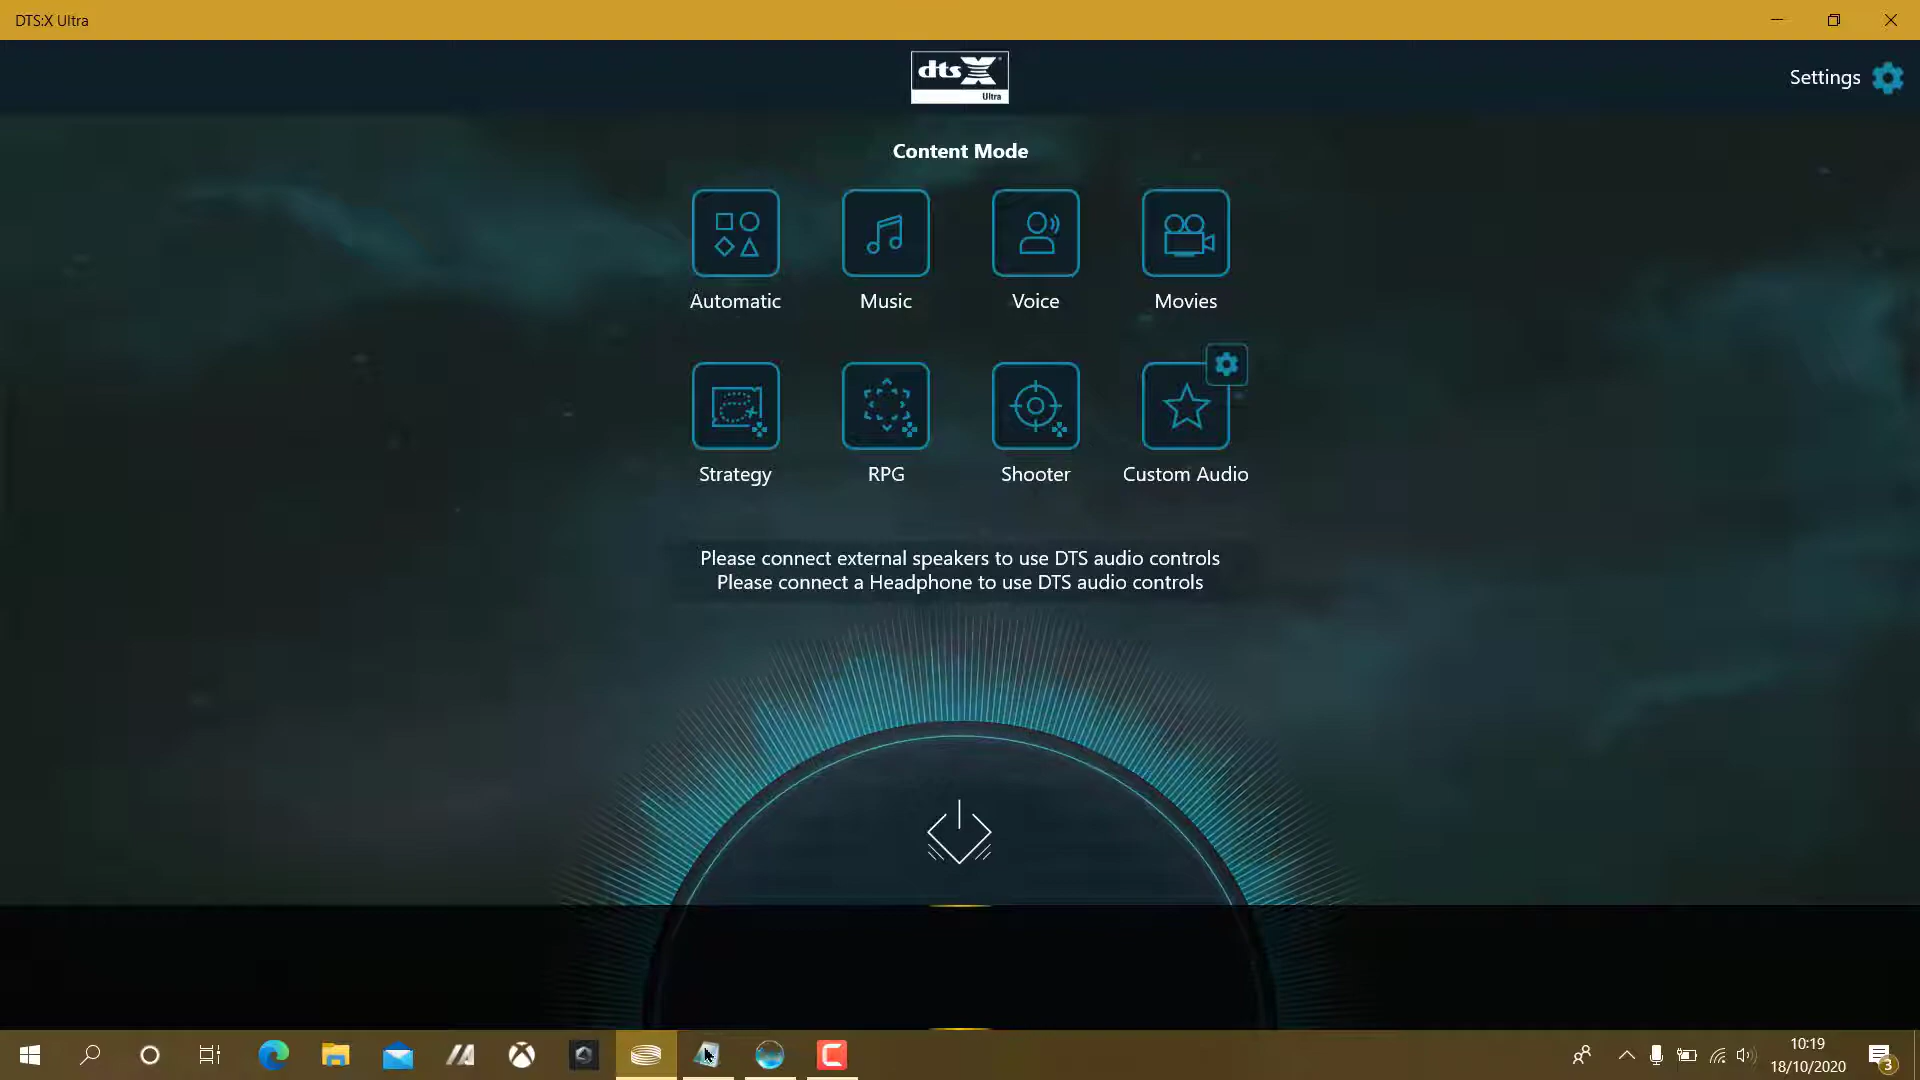 DTS:X Ultra
dts X
Ultra
Settings
Content Mode
Automatic
Music
Voice
Movies
Strategy
RPG
Shooter
Custom Audio
Please connect external speakers to use DTS audio controls
Please connect a Headphone to use DTS audio controls
10:19
18/10/2020
3